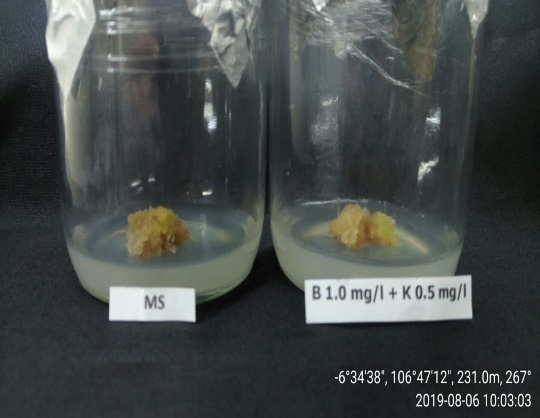 MS
B 1.0 mg/l + K 0.5 mg/l
-6°34'38", 106°47'12", 231.0m, 267°
2019-08-06 10:03:03